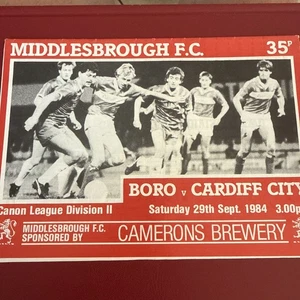 MIDDLESBROUGH F.C. 35P
BORO v CARDIFF CITY
Canon League Division II Saturday 29th Sept. 1984 3.00p
MIDDLESBROUGH F.C.
SPONSORED BY CAMERONS BREWERY